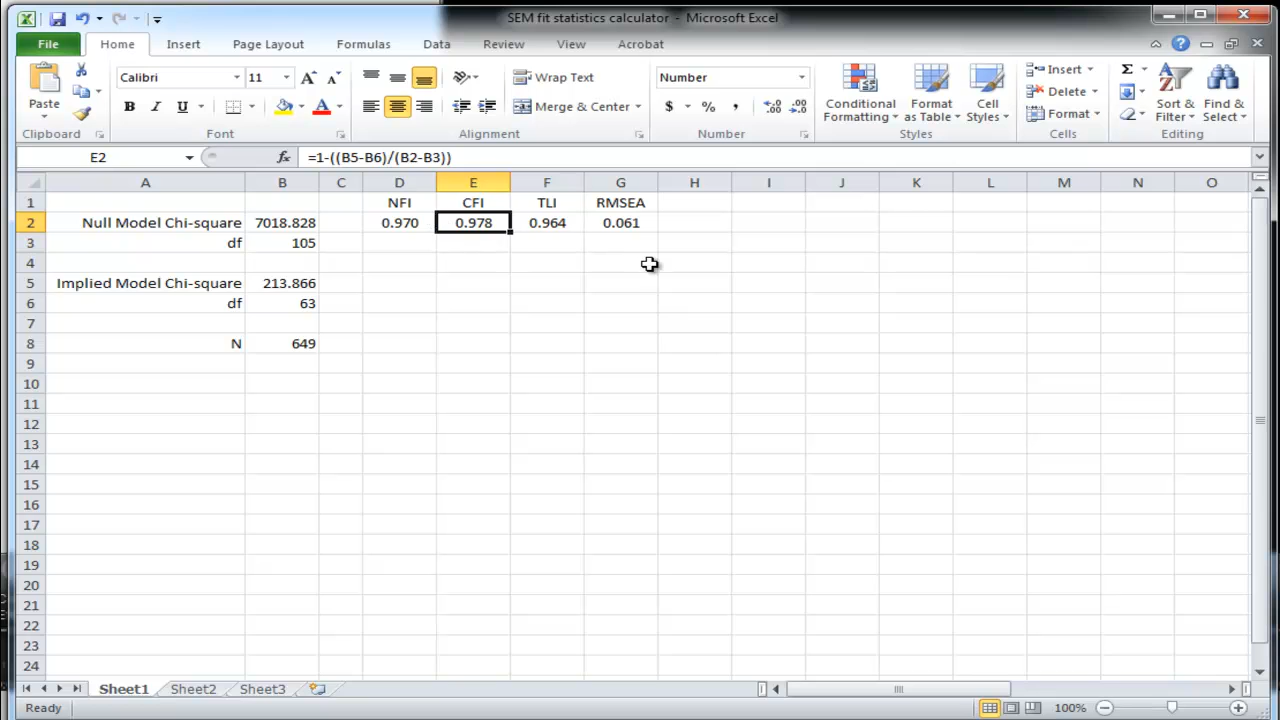 SEM fit statistics calculator - Microsoft Excel
File Home Insert Page Layout Formulas Data Review View Acrobat
Calibri 11 Wrap Text Number Insert Σ
Paste B I U A Merge & Center $ % , Conditional Formatting Format as Table Cell Styles Delete Format Sort & Filter Find & Select
Clipboard Font Alignment Number Styles Cells Editing
E2 fx =1-((B5-B6)/(B2-B3))
A B C D E F G H I J K L M N O
1 NFI CFI TLI RMSEA
2 Null Model Chi-square 7018.828 0.970 0.978 0.964 0.061
3 df 105
4
5 Implied Model Chi-square 213.866
6 df 63
7
8 N 649
9
10
11
12
13
14
15
16
17
18
19
20
21
22
23
24
Sheet1 Sheet2 Sheet3
Ready 100%